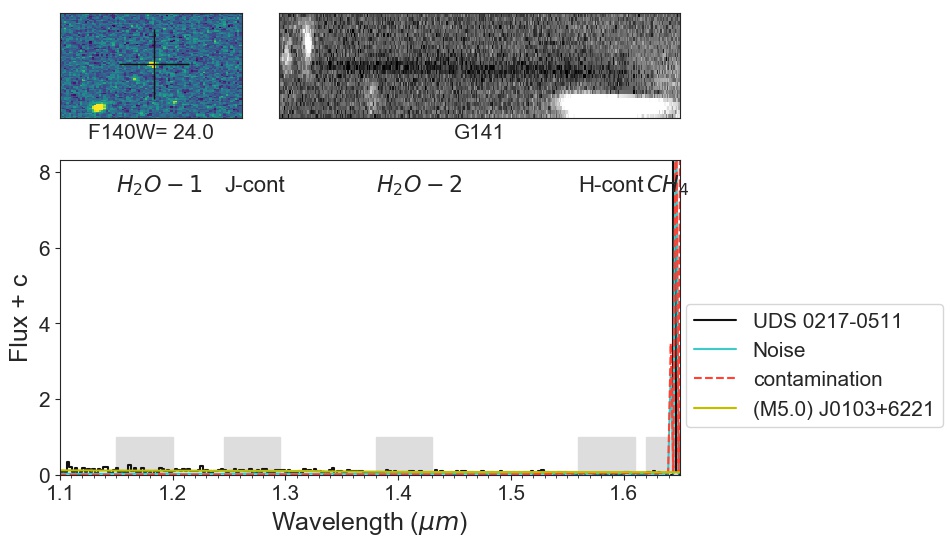 F140W= 24.0
G141
H₂O − 1 J-cont H₂O − 2 H-cont CH₄
8
6
4
2
0
Flux + c
1.1 1.2 1.3 1.4 1.5 1.6
Wavelength (μm)
UDS 0217-0511
Noise
contamination
(M5.0) J0103+6221